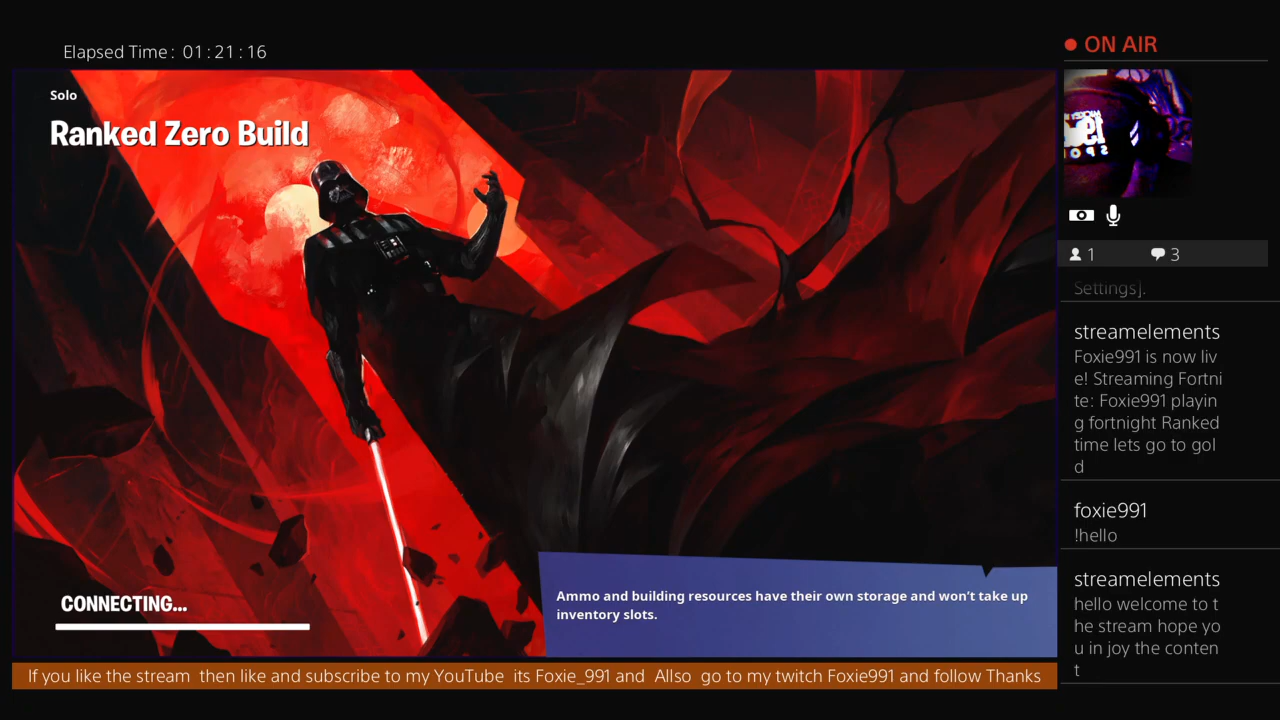 Elapsed Time: 01:21:16
ON AIR
Solo
Ranked Zero Build
1
3
Settings].
streamelements
Foxie991 is now liv
e! Streaming Fortni
te: Foxie991 playin
g fortnight Ranked
time lets go to gol
d
foxie991
!hello
streamelements
hello welcome to t
he stream hope yo
u in joy the conten
t
CONNECTING...
Ammo and building resources have their own storage and won't take up
inventory slots.
If you like the stream then like and subscribe to my YouTube its Foxie_991 and Allso go to my twitch Foxie991 and follow Thanks